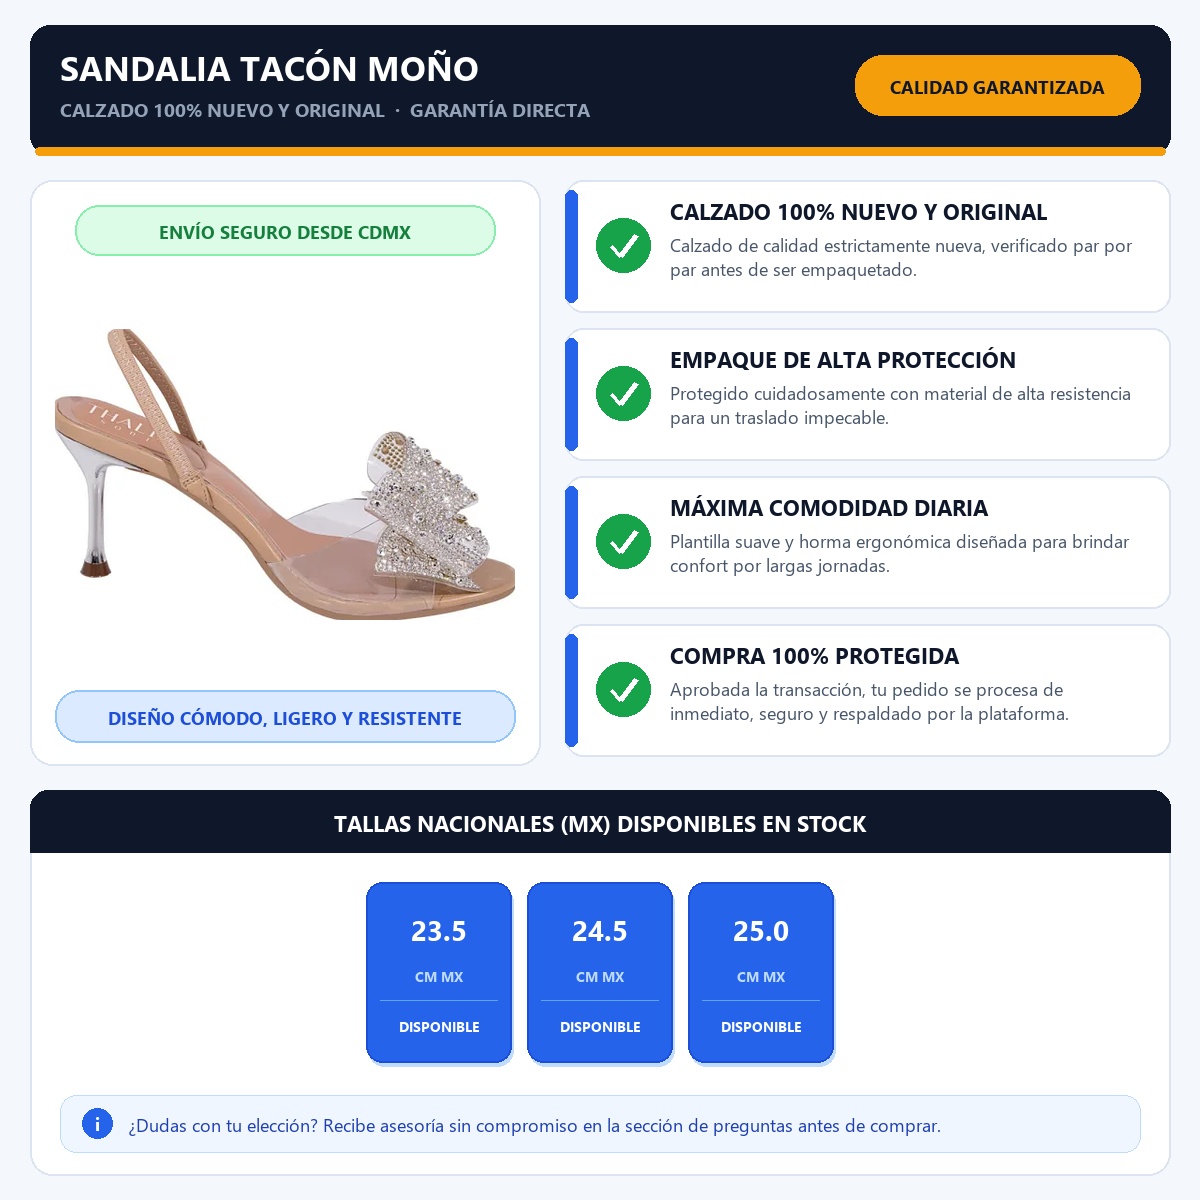 SANDALIA TACÓN MOÑO
CALZADO 100% NUEVO Y ORIGINAL · GARANTÍA DIRECTA
CALIDAD GARANTIZADA
ENVÍO SEGURO DESDE CDMX
DISEÑO CÓMODO, LIGERO Y RESISTENTE
CALZADO 100% NUEVO Y ORIGINAL
Calzado de calidad estrictamente nueva, verificado par por
par antes de ser empaquetado.
EMPAQUE DE ALTA PROTECCIÓN
Protegido cuidadosamente con material de alta resistencia
para un traslado impecable.
MÁXIMA COMODIDAD DIARIA
Plantilla suave y horma ergonómica diseñada para brindar
confort por largas jornadas.
COMPRA 100% PROTEGIDA
Aprobada la transacción, tu pedido se procesa de
inmediato, seguro y respaldado por la plataforma.
TALLAS NACIONALES (MX) DISPONIBLES EN STOCK
23.5
CM MX
DISPONIBLE
24.5
CM MX
DISPONIBLE
25.0
CM MX
DISPONIBLE
¿Dudas con tu elección? Recibe asesoría sin compromiso en la sección de preguntas antes de comprar.